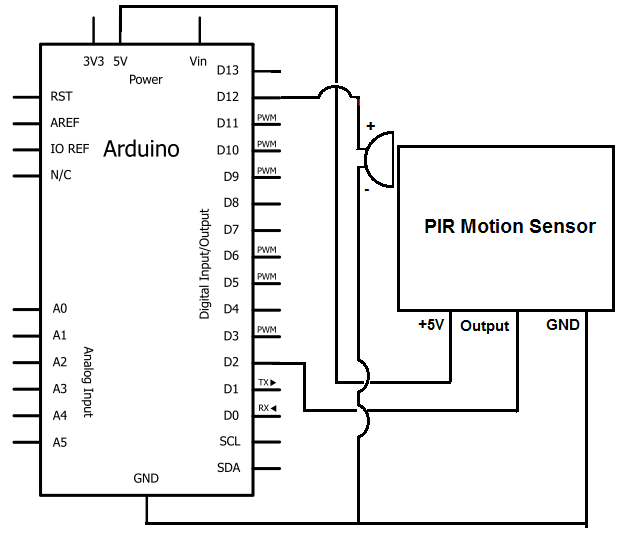 3V3 5V Vin
Power
Arduino
RST
AREF
IO REF
N/C
A0
A1
A2
A3
A4
A5
Analog Input
Digital Input/Output
D13
D12
D11 PWM
D10 PWM
D9 PWM
D8
D7
D6 PWM
D5 PWM
D4
D3 PWM
D2
D1 TX▶
D0 RX◀
SCL
SDA
GND
+
-
PIR Motion Sensor
+5V Output GND